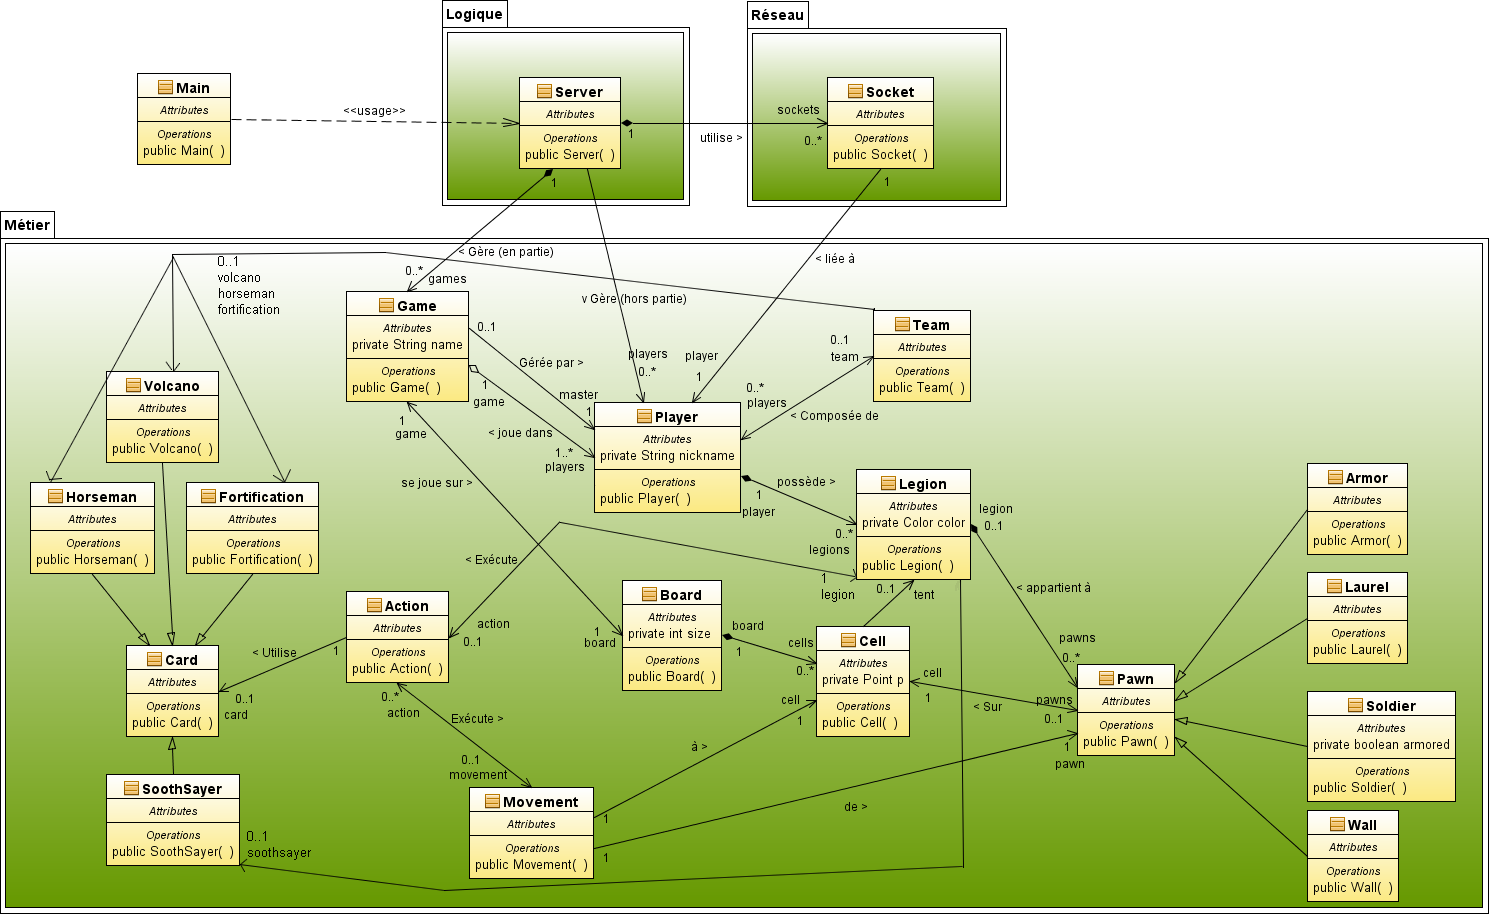 Logique
Réseau
Main
Attributes
Operations
public Main(  )
<<usage>>
Server
Attributes
Operations
public Server(  )
1
1
utilise >
sockets
0..*
Socket
Attributes
Operations
public Socket(  )
1
Métier
0..1
volcano
horseman
fortification
< Gère (en partie)
0..*
games
v Gère (hors partie)
< liée à
Game
Attributes
private String name
Operations
public Game(  )
0..1
Gérée par >
master
1
1
game
< joue dans
1..*
players
players
0..*
player
1
Team
Attributes
Operations
public Team(  )
0..1
team
0..*
players
< Composée de
Volcano
Attributes
Operations
public Volcano(  )
1
game
se joue sur >
Player
Attributes
private String nickname
Operations
public Player(  )
possède >
1
player
0..*
legions
Legion
Attributes
private Color color
Operations
public Legion(  )
legion
0..1
Horseman
Attributes
Operations
public Horseman(  )
Fortification
Attributes
Operations
public Fortification(  )
< Exécute
1
legion
0..1
tent
< appartient à
Armor
Attributes
Operations
public Armor(  )
Laurel
Attributes
Operations
public Laurel(  )
Action
Attributes
Operations
public Action(  )
action
0..1
1
board
Board
Attributes
private int size
Operations
public Board(  )
board
1
cells
0..*
Cell
Attributes
private Point p
Operations
public Cell(  )
pawns
0..*
Card
Attributes
Operations
public Card(  )
< Utilise
1
0..1
card
0..*
action
Exécute >
0..1
movement
cell
1
à >
cell
1
< Sur
pawns
0..1
Pawn
Attributes
Operations
public Pawn(  )
1
pawn
Soldier
Attributes
private boolean armored
Operations
public Soldier(  )
SoothSayer
Attributes
Operations
public SoothSayer(  )
0..1
soothsayer
Movement
Attributes
Operations
public Movement(  )
1
1
de >
Wall
Attributes
Operations
public Wall(  )